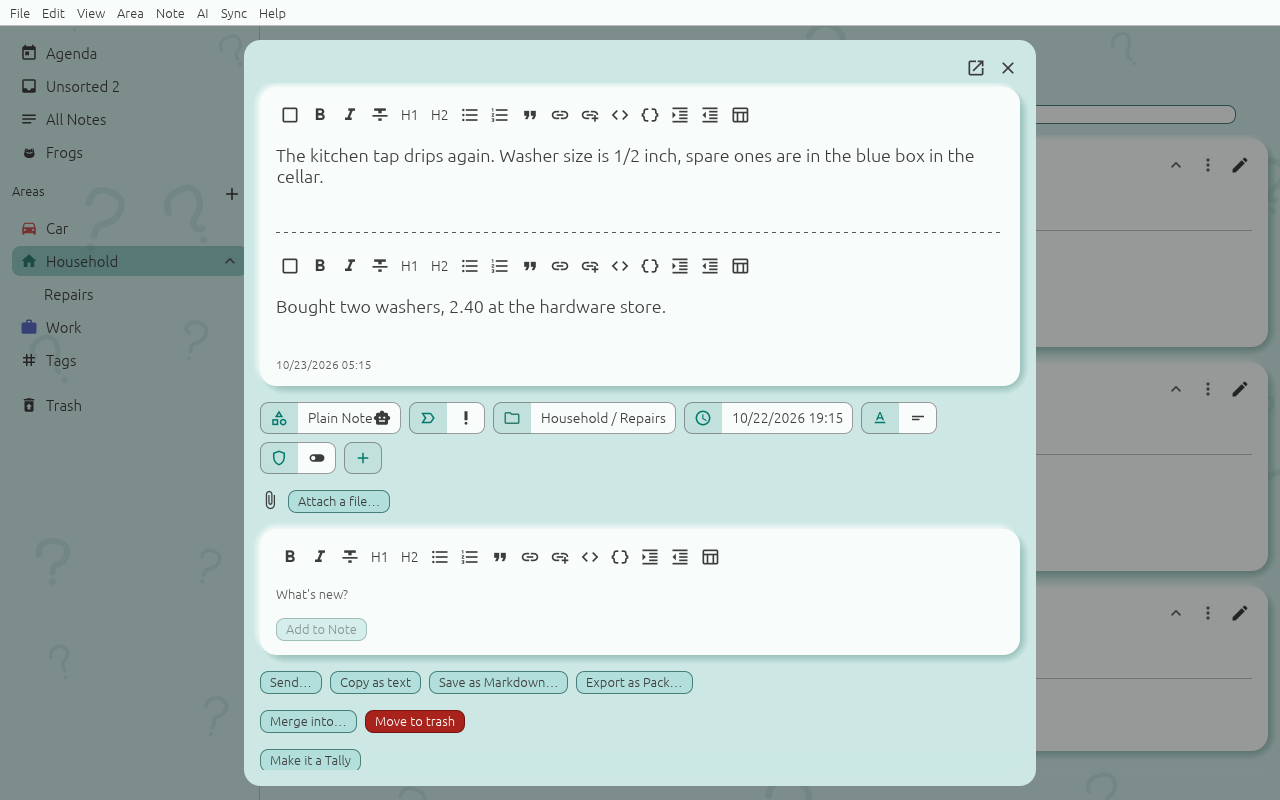 File Edit View Area Note AI Sync Help
Agenda
Unsorted 2
All Notes
Frogs
Areas
Car
Household
Repairs
Work
Tags
Trash
B I H1 H2
The kitchen tap drips again. Washer size is 1/2 inch, spare ones are in the blue box in the
cellar.
B I H1 H2
Bought two washers, 2.40 at the hardware store.
10/23/2026 05:15
Plain Note Household / Repairs 10/22/2026 19:15
Attach a file…
B I H1 H2
What's new?
Add to Note
Send… Copy as text Save as Markdown… Export as Pack…
Merge into… Move to trash
Make it a Tally